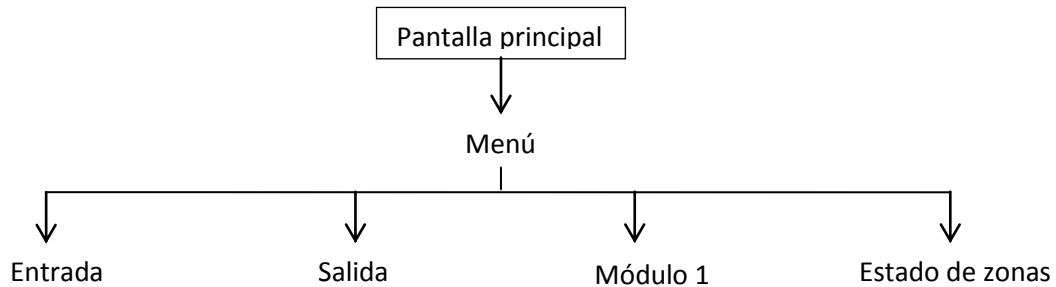 Pantalla principal
Menú
Entrada Salida Módulo 1 Estado de zonas